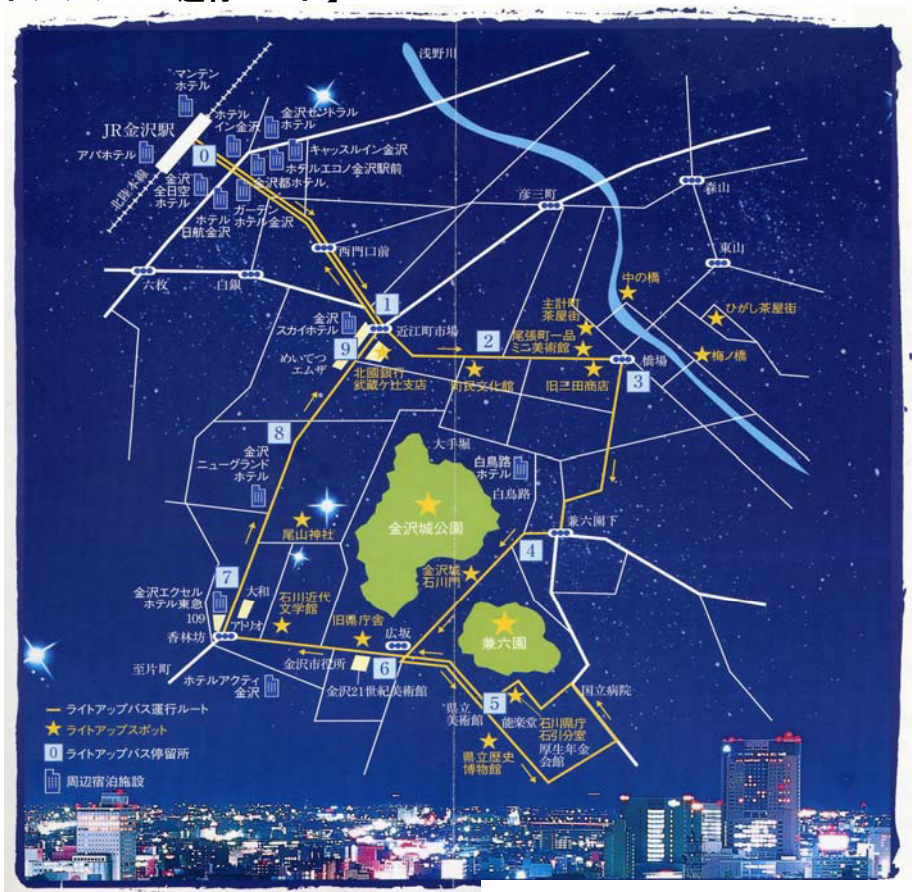 浅野川
マンテン
ホテル
JR金沢駅
アパホテル
北陸本線
0
ホテル
イン金沢
金沢セントラル
ホテル
キャッスルイン金沢
ホテルエコノ金沢駅前
金沢都ホテル
金沢
全日空
ホテル
ホテル
日航金沢
ガーデン
ホテル金沢
彦三町
森山
東山
西門口前
六枚
白銀
中の橋
ひがし茶屋街
主計町
茶屋街
尾張町一品
ミニ美術館
梅ノ橋
1
金沢
スカイホテル
近江町市場
2
9
めいてつ
エムザ
北國銀行
武蔵ケ辻支店
町民文化館
旧三田商店
橋場
3
8
金沢
ニューグランド
ホテル
大手堀
白鳥路
ホテル
白鳥路
金沢城公園
尾山神社
兼六園下
4
金沢城
石川門
7
金沢エクセル
ホテル東急
109
大和
アトリオ
石川近代
文学館
旧県庁舎
広坂
兼六園
香林坊
金沢市役所
6
金沢21世紀美術館
至片町
ホテルアクティ
金沢
県立
美術館
5
能楽堂
石川県庁
石引分室
国立病院
厚生年金
会館
県立歴史
博物館
ライトアップバス運行ルート
ライトアップスポット
0
ライトアップバス停留所
周辺宿泊施設